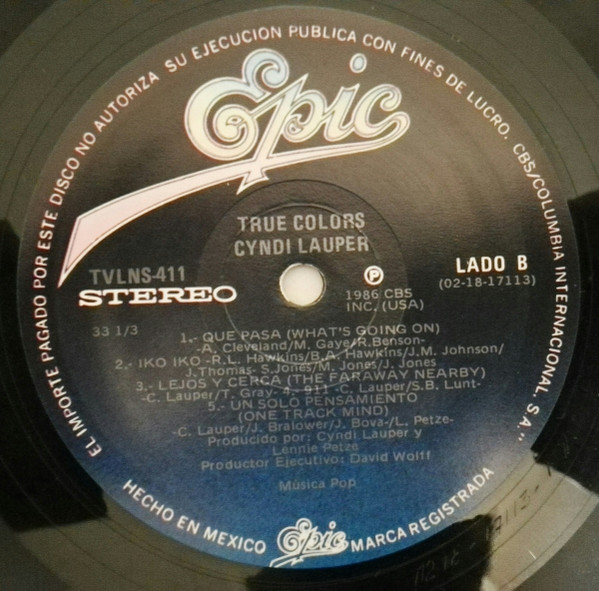 EL IMPORTE PAGADO POR ESTE DISCO NO AUTORIZA SU EJECUCION PUBLICA CON FINES DE LUCRO. CBS/COLUMBIA INTERNACIONAL, S.A."
Epic
TRUE COLORS
CYNDI LAUPER
TVLNS-411
STEREO
33 1/3
P
1986 CBS
INC. (USA)
LADO B
(02-18-17113)
1.- QUE PASA (WHAT'S GOING ON)
-A. Cleveland/M. Gaye/R.Benson-
2.- IKO IKO-R.L. Hawkins/B.A. Hawkins/J.M. Johnson/
J.Thomas- S.Jones/M. Jones/J. Jones
3.- LEJOS Y CERCA (THE FARAWAY NEARBY)
-C. Lauper/T. Gray- 4.- 911 -C. Lauper/S.B. Lunt-
5.- UN SOLO PENSAMIENTO
(ONE TRACK MIND)
-C. Lauper/J. Bralower/J. Bova-/L. Petze-
Producido por: Cyndi Lauper y
Lennie Petze
Productor Ejecutivo: David Wolff
Música Pop
HECHO EN MEXICO
Epic
MARCA REGISTRADA